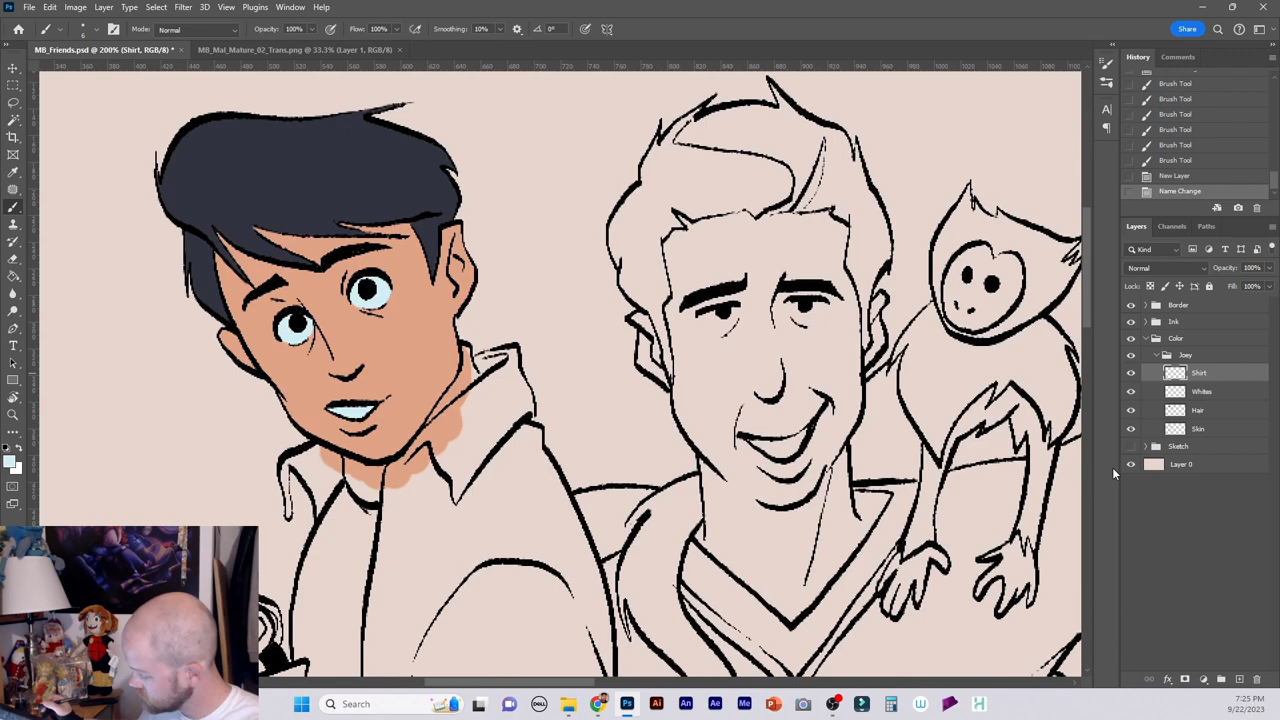 File Edit Image Layer Type Select Filter 3D View Plugins Window Help
Mode: Normal Opacity: 100% Flow: 100% Smoothing: 10% 0° Share
MB_Friends.psd @ 200% (Shirt, RGB/8) * × MB_Mal_Mature_02_Trans.png @ 33.3% (Layer 1, RGB/8) ×
History Comments
Brush Tool
Brush Tool
Brush Tool
Brush Tool
Brush Tool
Brush Tool
New Layer
Name Change
Layers Channels Paths
Kind
Normal Opacity: 100%
Lock: Fill: 100%
Border
Ink
Color
Joey
Shirt
Whites
Hair
Skin
Sketch
Layer 0
Search
7:25 PM
9/22/2023